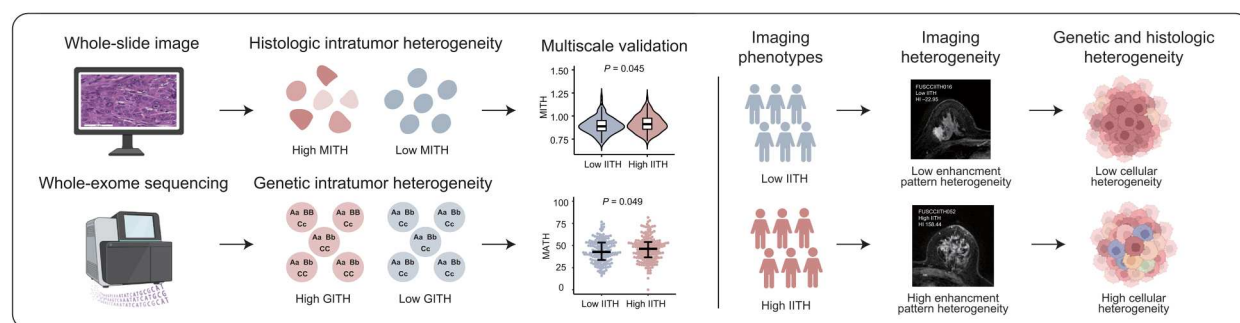 Whole-slide image
Histologic intratumor heterogeneity
High MITH
Low MITH
Multiscale validation
P = 0.045
MITH
1.50
1.25
1.00
0.75
Low IITH
High IITH
Whole-exome sequencing
Genetic intratumor heterogeneity
Aa BB
Cc
Aa BB
Cc
Aa Bb
CC
Aa Bb
CC
Aa Bb
CC
High GITH
Aa Bb
Cc
Aa Bb
Cc
Aa Bb
Cc
Aa Bb
Cc
Aa Bb
Cc
Low GITH
P = 0.049
MATH
100
75
50
25
0
Low IITH
High IITH
Imaging
phenotypes
Low IITH
High IITH
Imaging
heterogeneity
FUSCCIITH016
Low IITH
HI −22.95
Low enhancment
pattern heterogeneity
FUSCCIITH052
High IITH
HI 158.44
High enhancment
pattern heterogeneity
Genetic and histologic
heterogeneity
Low cellular
heterogeneity
High cellular
heterogeneity